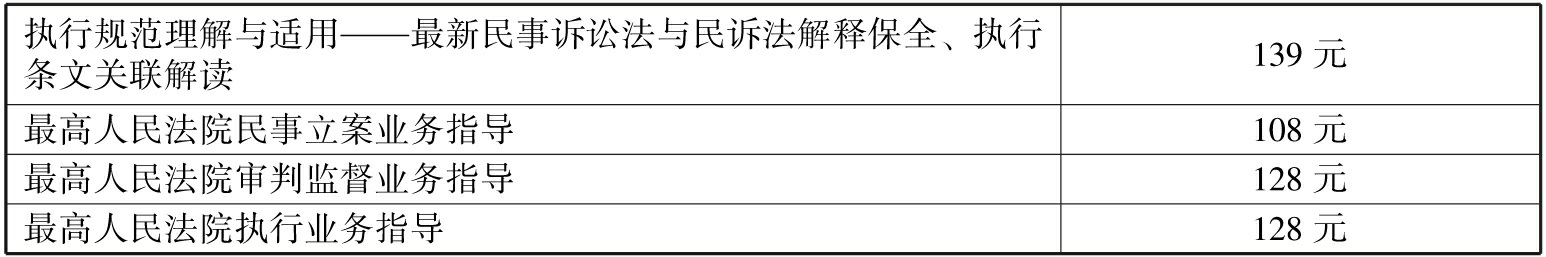 执行规范理解与适用——最新民事诉讼法与民诉法解释保全、执行
条文关联解读
139 元
最高人民法院民事立案业务指导
108 元
最高人民法院审判监督业务指导
128 元
最高人民法院执行业务指导
128 元